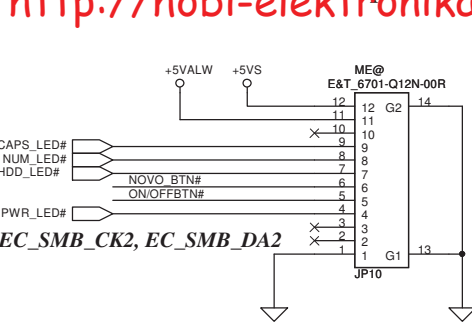 http://hobi-elektronika
+5VALW +5VS
ME@
E&T_6701-Q12N-00R
12 12 G2 14
11 11
10 10
CAPS_LED# 9 9
NUM_LED# 8 8
HDD_LED# 7 7
NOVO_BTN# 6 6
ON/OFFBTN# 5 5
PWR_LED# 4 4
3 3
EC_SMB_CK2, EC_SMB_DA2 2 2
1 1 G1 13
JP10